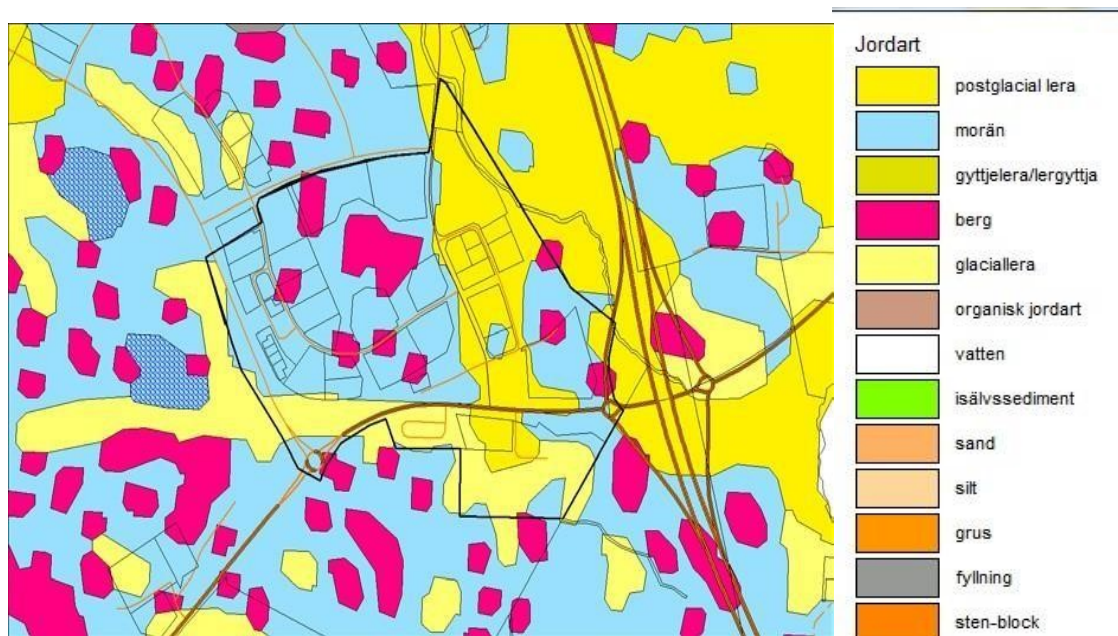 Jordart
postglacial lera
morän
gyttjelera/lergyttja
berg
glaciallera
organisk jordart
vatten
isälvssediment
sand
silt
grus
fyllning
sten-block